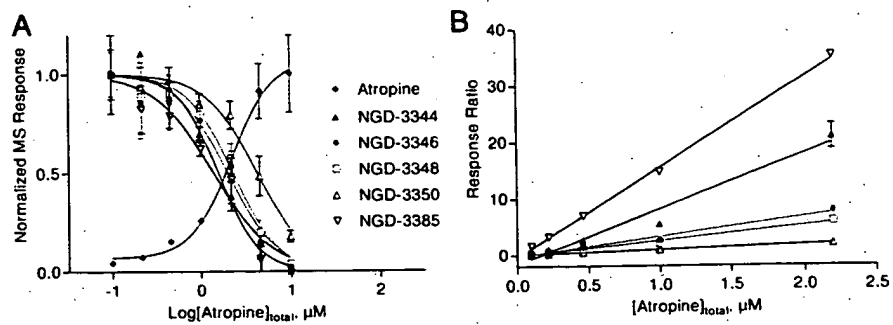 A
Normalized MS Response
1.0
0.5
0.0
-1
0
1
2
Log[Atropine]total, μM
Atropine
NGD-3344
NGD-3346
NGD-3348
NGD-3350
NGD-3385
B
Response Ratio
40
30
20
10
0
0.0
0.5
1.0
1.5
2.0
2.5
[Atropine]total, μM